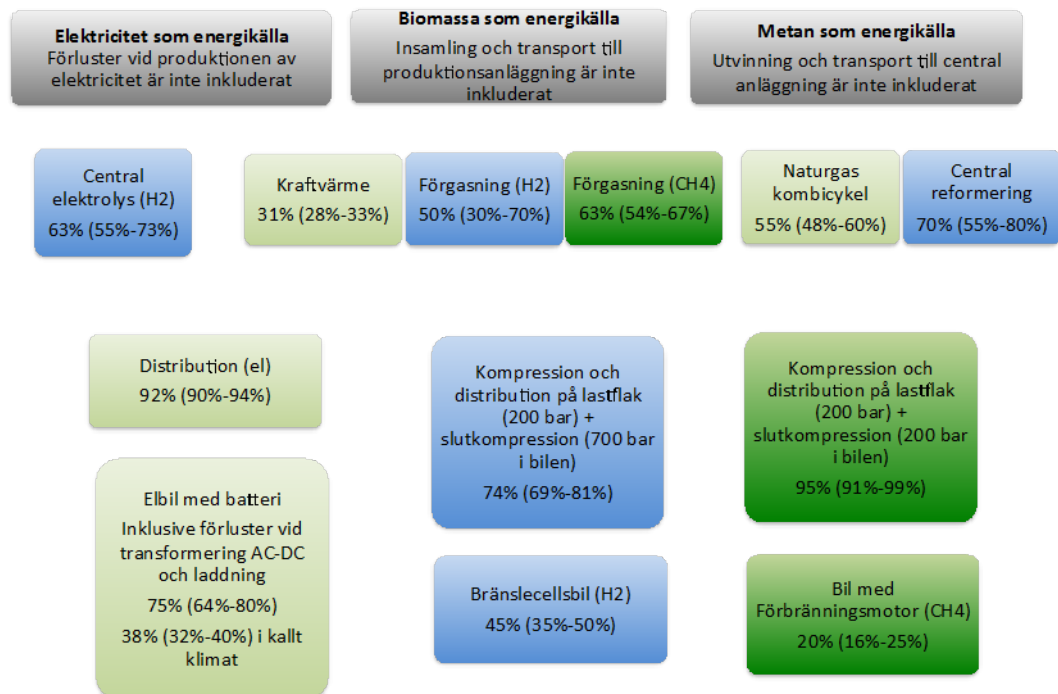 Elektricitet som energikälla
Förluster vid produktionen av
elektricitet är inte inkluderat
Biomassa som energikälla
Insamling och transport till
produktionsanläggning är inte
inkluderat
Metan som energikälla
Utvinning och transport till central
anläggning är inte inkluderat
Central
elektrolys (H2)
63% (55%-73%)
Kraftvärme
31% (28%-33%)
Förgasning (H2)
50% (30%-70%)
Förgasning (CH4)
63% (54%-67%)
Naturgas
kombicykel
55% (48%-60%)
Central
reformering
70% (55%-80%)
Distribution (el)
92% (90%-94%)
Kompression och
distribution på lastflak
(200 bar) +
slutkompression (700 bar
i bilen)
74% (69%-81%)
Kompression och
distribution på lastflak
(200 bar) +
slutkompression (200 bar
i bilen)
95% (91%-99%)
Elbil med batteri
Inklusive förluster vid
transformering AC-DC
och laddning
75% (64%-80%)
38% (32%-40%) i kallt
klimat
Bränslecellsbil (H2)
45% (35%-50%)
Bil med
Förbränningsmotor (CH4)
20% (16%-25%)